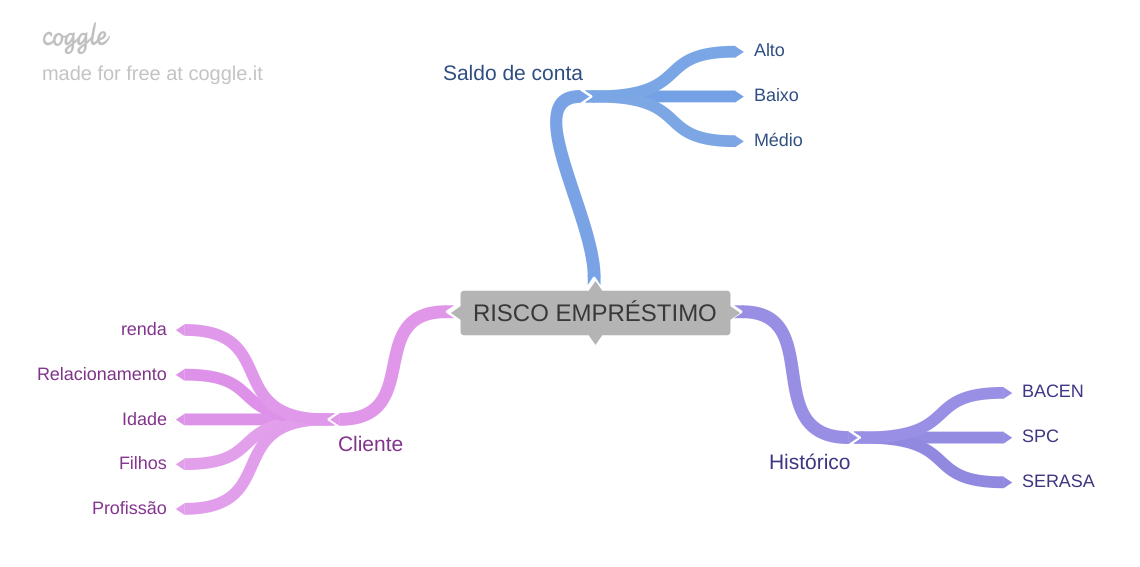 coggle
made for free at coggle.it
Saldo de conta
Alto
Baixo
Médio
RISCO EMPRÉSTIMO
renda
Relacionamento
Idade
Filhos
Profissão
Cliente
Histórico
BACEN
SPC
SERASA